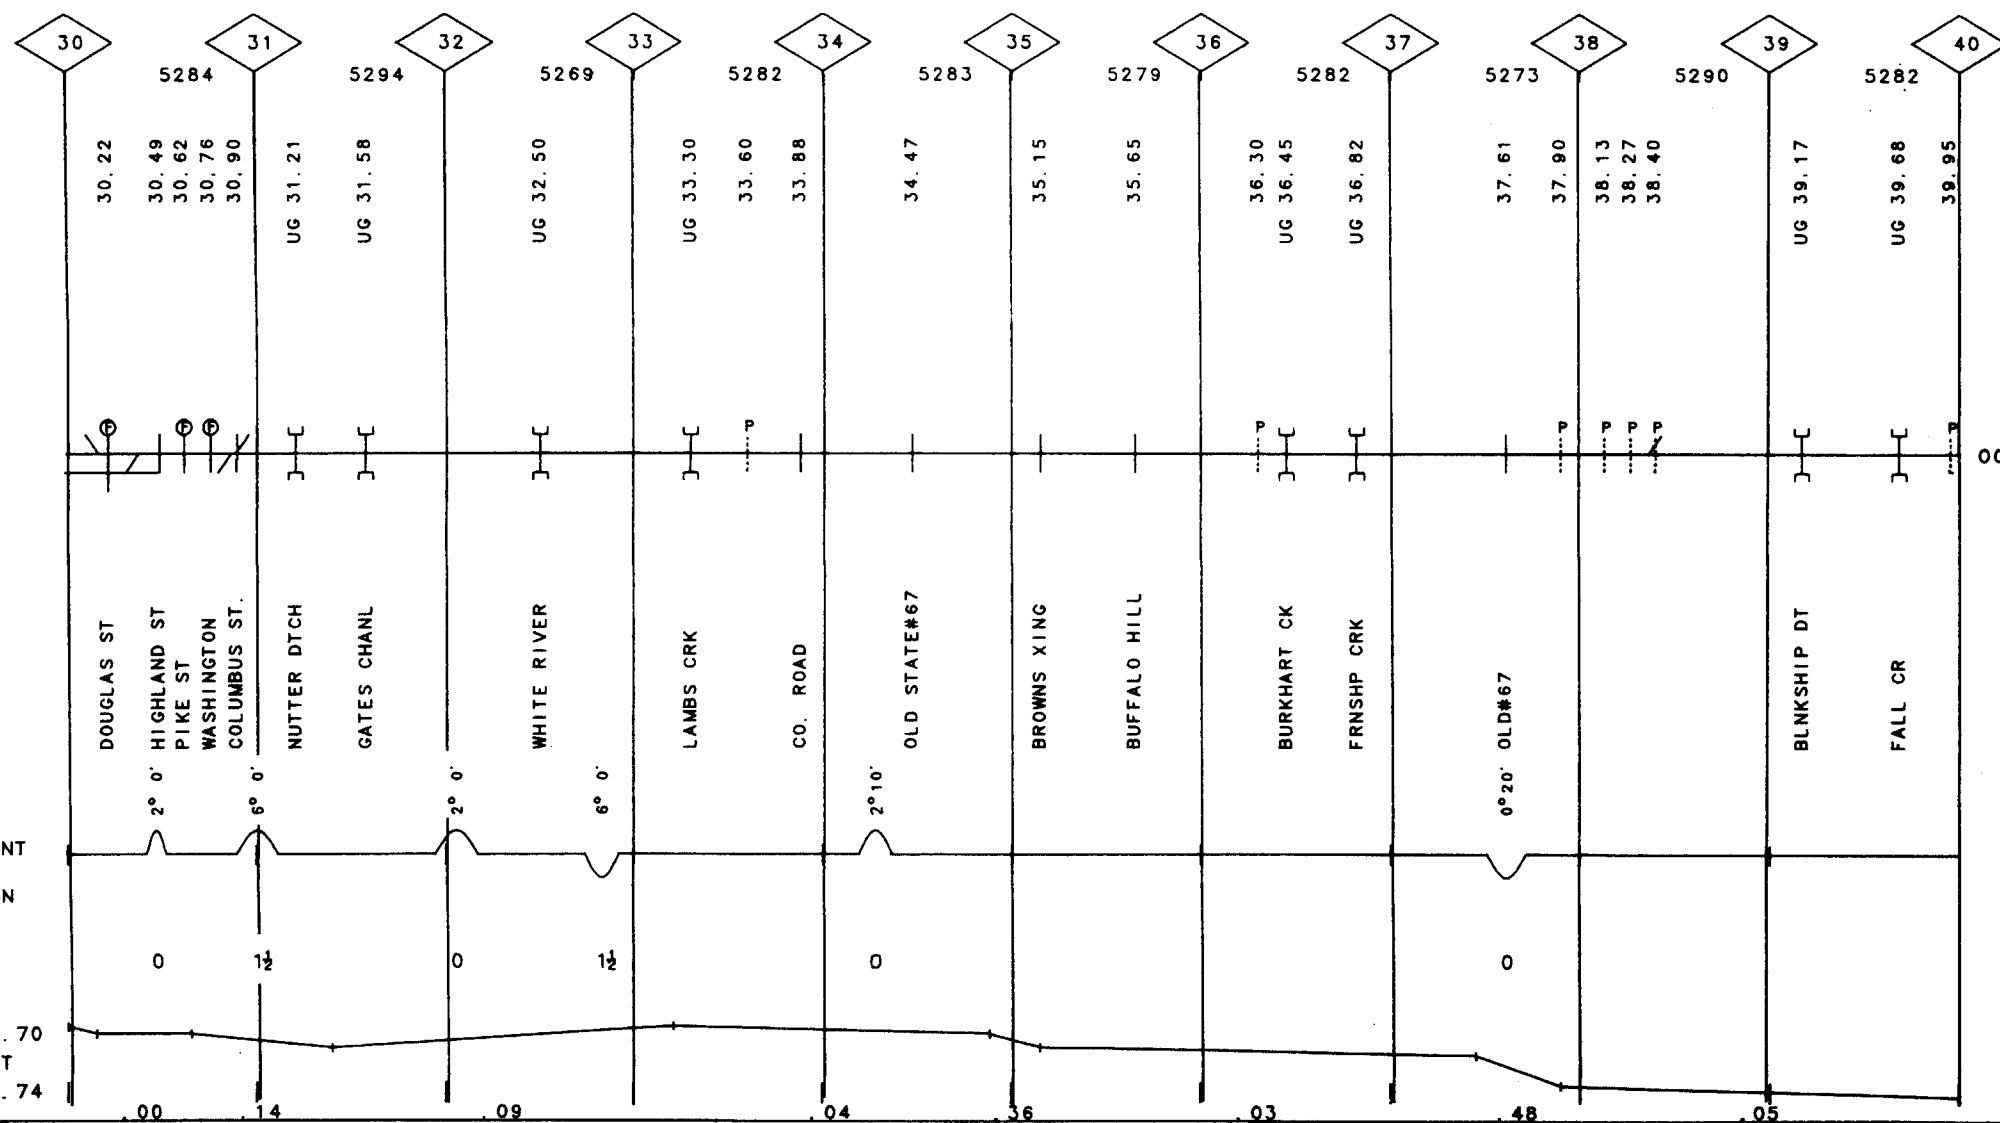 30 31 32 33 34 35 36 37 38 39 40
5284 5294 5269 5282 5283 5279 5282 5273 5290 5282
30.22
30.49
30.62
30.76
30.90
UG 31.21
UG 31.58
UG 32.50
UG 33.30
33.60
33.88
34.47
35.15
35.65
36.30
UG 36.45
UG 36.82
37.61
37.90
38.13
38.27
38.40
UG 39.17
UG 39.68
39.95
F F F P P P P P P P
OO
DOUGLAS ST
HIGHLAND ST
PIKE ST
WASHINGTON
COLUMBUS ST.
NUTTER DTCH
GATES CHANL
WHITE RIVER
LAMBS CRK
CO. ROAD
OLD STATE#67
BROWNS XING
BUFFALO HILL
BURKHART CK
FRNSHP CRK
OLD#67
BLNKSHIP DT
FALL CR
2° 0'
6° 0'
2° 0'
6° 0'
2°10'
0°20'
NT
N
0 1½ 0 1½ 0 0
.70
T
.74
.00 .14 .09 .04 .36 .03 .48 .05